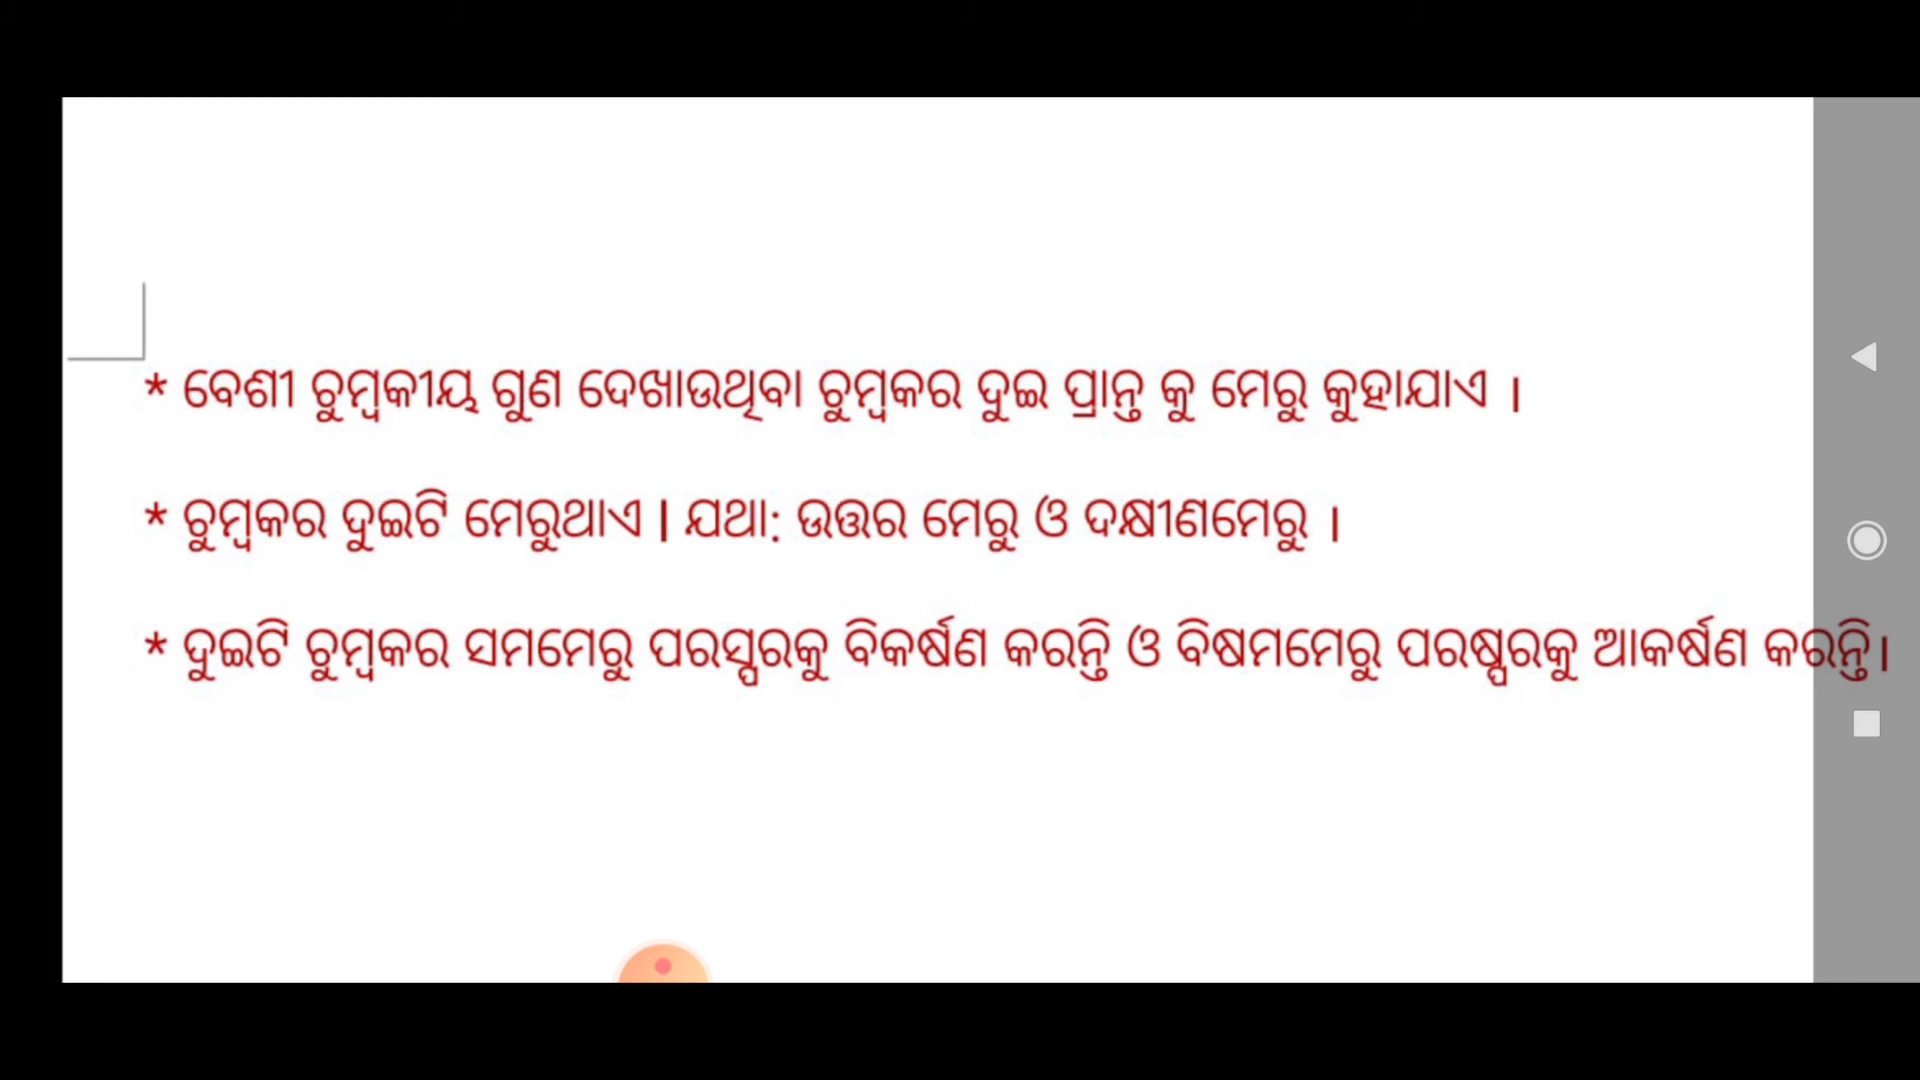 * ବେଶୀ ଚୁମ୍ବକୀୟ ଗୁଣ ଦେଖାଉଥିବା ଚୁମ୍ବକର ଦୁଇ ପ୍ରାନ୍ତ କୁ ମେରୁ କୁହାଯାଏ ।
* ଚୁମ୍ବକର ଦୁଇଟି ମେରୁଥାଏ | ଯଥା: ଉତ୍ତର ମେରୁ ଓ ଦକ୍ଷୀଣମେରୁ ।
* ଦୁଇଟି ଚୁମ୍ବକର ସମମେରୁ ପରସ୍ପରକୁ ବିକର୍ଷଣ କରନ୍ତି ଓ ବିଷମମେରୁ ପରଷ୍ପରକୁ ଆକର୍ଷଣ କରନ୍ତି।